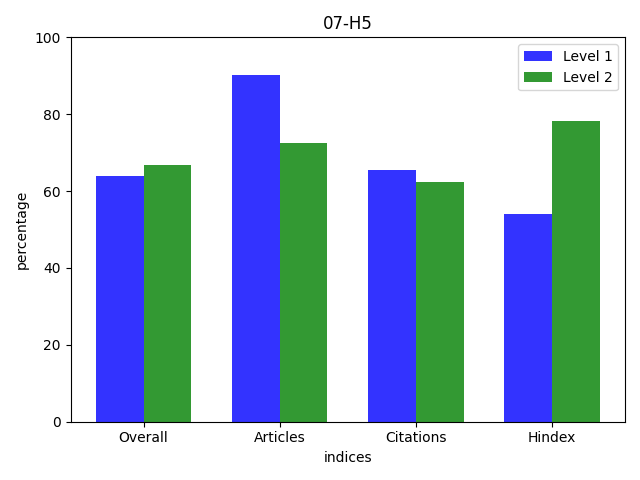 07-H5
Level 1
Level 2
percentage
100
80
60
40
20
0
Overall Articles Citations Hindex
indices